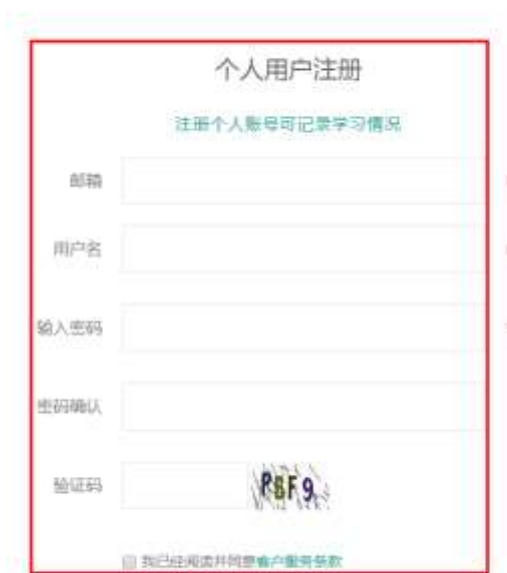 个人用户注册
注册个人账号可记录学习情况
邮箱
用户名
输入密码
密码确认
验证码
我已经阅读并同意客户服务条款